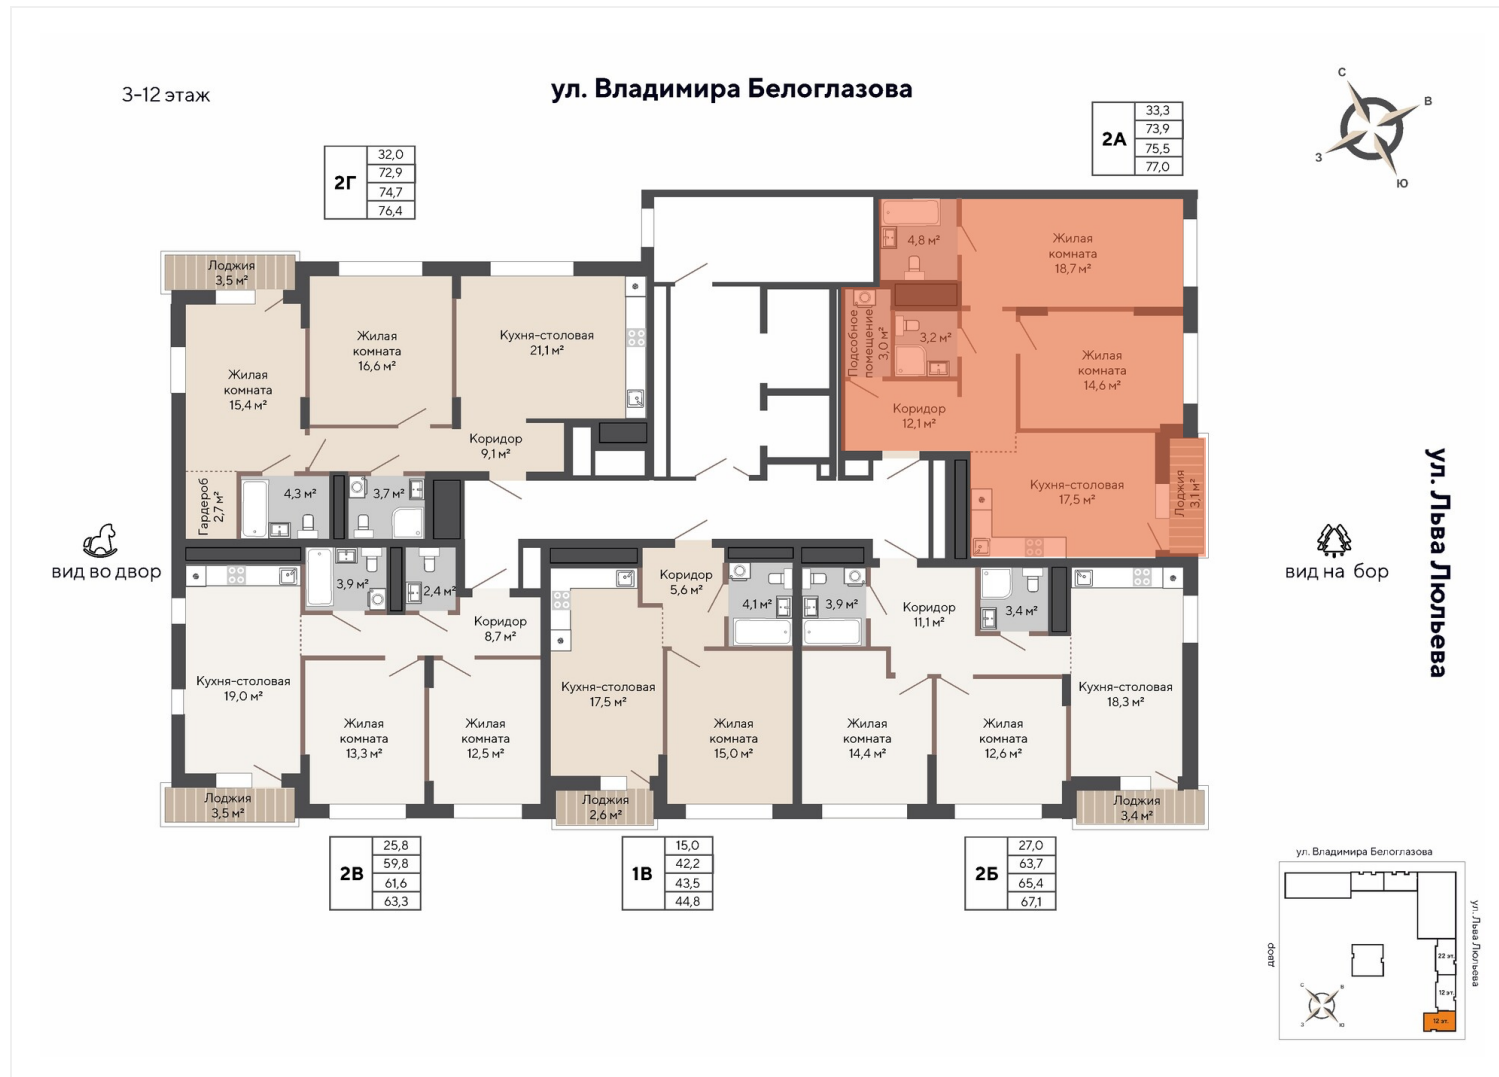 3-12 этаж
ул. Владимира Белоглазова
С
В
З
Ю
2А
33,3
73,9
75,5
77,0
2Г
32,0
72,9
74,7
76,4
Лоджия
3,5 м²
Жилая
комната
15,4 м²
Жилая
комната
16,6 м²
Кухня-столовая
21,1 м²
Коридор
9,1 м²
Гардероб
2,7 м²
4,3 м²
3,7 м²
4,8 м²
Жилая
комната
18,7 м²
Подсобное
помещение
3,0 м²
3,2 м²
Жилая
комната
14,6 м²
Коридор
12,1 м²
Кухня-столовая
17,5 м²
Лоджия
3,1 м²
ул. Льва Люльева
вид во двор
вид на бор
3,9 м²
2,4 м²
Коридор
8,7 м²
Кухня-столовая
19,0 м²
Жилая
комната
13,3 м²
Жилая
комната
12,5 м²
Лоджия
3,5 м²
Коридор
5,6 м²
4,1 м²
Кухня-столовая
17,5 м²
Жилая
комната
15,0 м²
Лоджия
2,6 м²
3,9 м²
Коридор
11,1 м²
3,4 м²
Жилая
комната
14,4 м²
Жилая
комната
12,6 м²
Кухня-столовая
18,3 м²
Лоджия
3,4 м²
2В
25,8
59,8
61,6
63,3
1В
15,0
42,2
43,5
44,8
2Б
27,0
63,7
65,4
67,1
ул. Владимира Белоглазова
ул. Льва Люльева
двор
22 эт.
12 эт.
12 эт.
С
В
З
Ю